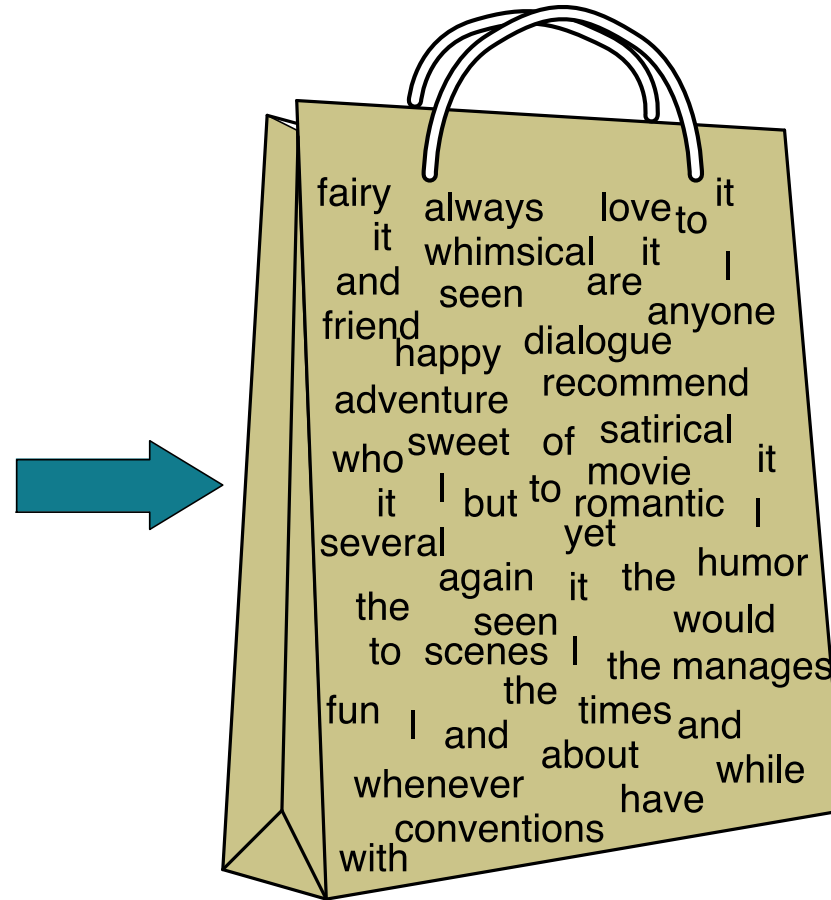 fairy always love to it
it whimsical it I
and seen are anyone
friend happy dialogue
adventure recommend
who sweet of satirical
it I but to movie it
romantic I
several yet
again it the humor
the seen would
to scenes I the manages
the
fun I and times and
about while
whenever have
conventions
with